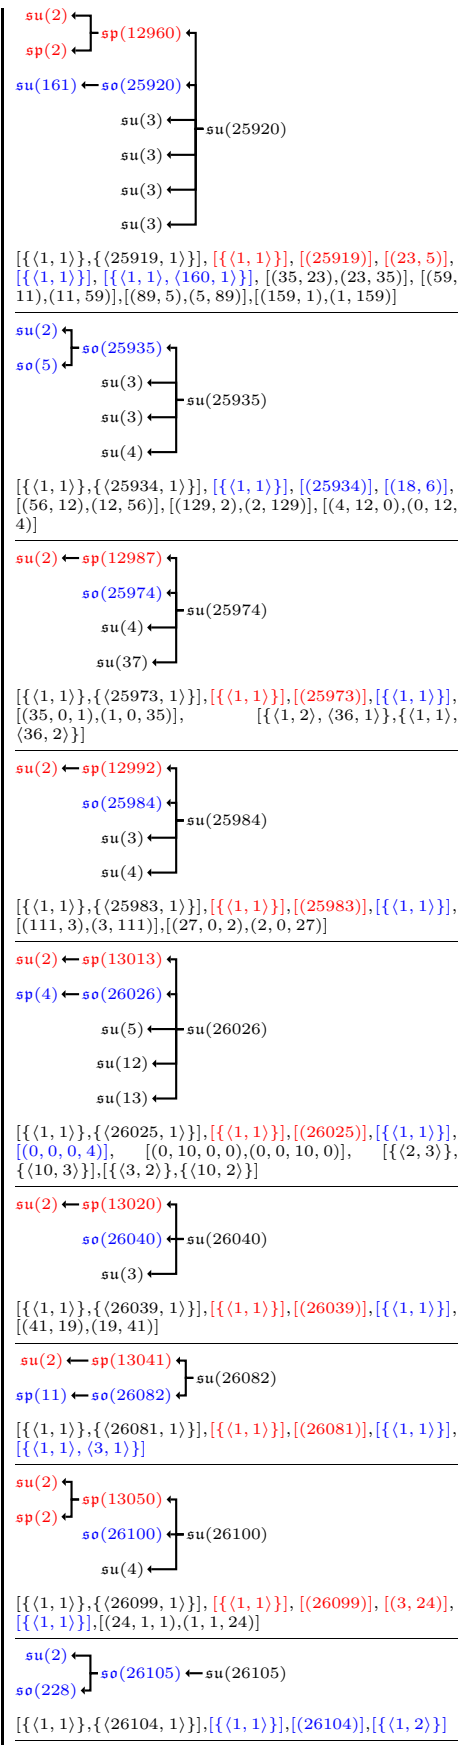 𝔰𝔲(2)
𝔰𝔭(12960)
𝔰𝔭(2)
𝔰𝔲(161) 𝔰𝔬(25920)
𝔰𝔲(3)
𝔰𝔲(25920)
𝔰𝔲(3)
𝔰𝔲(3)
𝔰𝔲(3)
[{⟨1, 1⟩},{⟨25919, 1⟩}], [{⟨1, 1⟩}], [(25919)], [(23, 5)],
[{⟨1, 1⟩}], [{⟨1, 1⟩, ⟨160, 1⟩}], [(35, 23),(23, 35)], [(59,
11),(11, 59)],[(89, 5),(5, 89)],[(159, 1),(1, 159)]
𝔰𝔲(2)
𝔰𝔬(25935)
𝔰𝔬(5)
𝔰𝔲(3)
𝔰𝔲(25935)
𝔰𝔲(3)
𝔰𝔲(4)
[{⟨1, 1⟩},{⟨25934, 1⟩}], [{⟨1, 1⟩}], [(25934)], [(18, 6)],
[(56, 12),(12, 56)], [(129, 2),(2, 129)], [(4, 12, 0),(0, 12,
4)]
𝔰𝔲(2) 𝔰𝔭(12987)
𝔰𝔬(25974)
𝔰𝔲(25974)
𝔰𝔲(4)
𝔰𝔲(37)
[{⟨1, 1⟩},{⟨25973, 1⟩}],[{⟨1, 1⟩}],[(25973)],[{⟨1, 1⟩}],
[(35, 0, 1),(1, 0, 35)], [{⟨1, 2⟩, ⟨36, 1⟩},{⟨1, 1⟩,
⟨36, 2⟩}]
𝔰𝔲(2) 𝔰𝔭(12992)
𝔰𝔬(25984)
𝔰𝔲(25984)
𝔰𝔲(3)
𝔰𝔲(4)
[{⟨1, 1⟩},{⟨25983, 1⟩}],[{⟨1, 1⟩}],[(25983)],[{⟨1, 1⟩}],
[(111, 3),(3, 111)],[(27, 0, 2),(2, 0, 27)]
𝔰𝔲(2) 𝔰𝔭(13013)
𝔰𝔭(4) 𝔰𝔬(26026)
𝔰𝔲(5) 𝔰𝔲(26026)
𝔰𝔲(12)
𝔰𝔲(13)
[{⟨1, 1⟩},{⟨26025, 1⟩}],[{⟨1, 1⟩}],[(26025)],[{⟨1, 1⟩}],
[(0, 0, 0, 4)], [(0, 10, 0, 0),(0, 0, 10, 0)], [{⟨2, 3⟩},
{⟨10, 3⟩}],[{⟨3, 2⟩},{⟨10, 2⟩}]
𝔰𝔲(2) 𝔰𝔭(13020)
𝔰𝔬(26040) 𝔰𝔲(26040)
𝔰𝔲(3)
[{⟨1, 1⟩},{⟨26039, 1⟩}],[{⟨1, 1⟩}],[(26039)],[{⟨1, 1⟩}],
[(41, 19),(19, 41)]
𝔰𝔲(2) 𝔰𝔭(13041)
𝔰𝔲(26082)
𝔰𝔭(11) 𝔰𝔬(26082)
[{⟨1, 1⟩},{⟨26081, 1⟩}],[{⟨1, 1⟩}],[(26081)],[{⟨1, 1⟩}],
[{⟨1, 1⟩, ⟨3, 1⟩}]
𝔰𝔲(2)
𝔰𝔭(13050)
𝔰𝔭(2)
𝔰𝔬(26100) 𝔰𝔲(26100)
𝔰𝔲(4)
[{⟨1, 1⟩},{⟨26099, 1⟩}], [{⟨1, 1⟩}], [(26099)], [(3, 24)],
[{⟨1, 1⟩}],[(24, 1, 1),(1, 1, 24)]
𝔰𝔲(2)
𝔰𝔬(26105) 𝔰𝔲(26105)
𝔰𝔬(228)
[{⟨1, 1⟩},{⟨26104, 1⟩}],[{⟨1, 1⟩}],[(26104)],[{⟨1, 2⟩}]